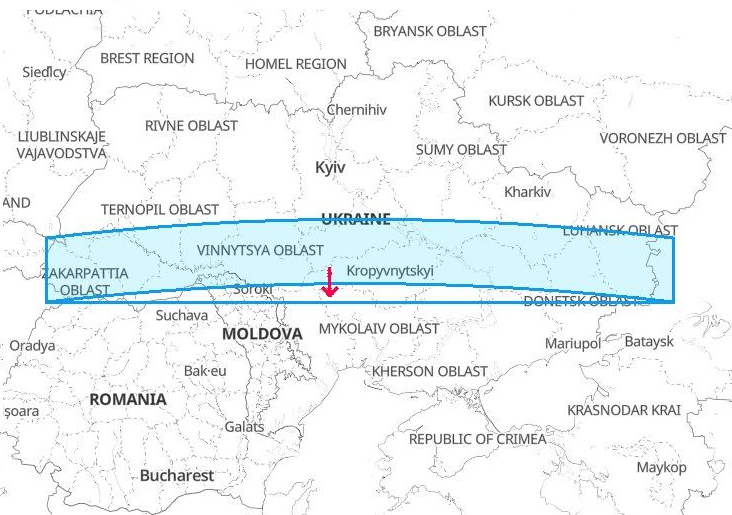 PODLACHIA
BRYANSK OBLAST
BREST REGION
HOMEL REGION
Siedlcy
KURSK OBLAST
Chernihiv
RIVNE OBLAST
LIUBLINSKAJE
VAJAVODSTVA
VORONEZH OBLAST
SUMY OBLAST
Kyiv
Kharkiv
AND
TERNOPIL OBLAST
UKRAINE
LUHANSK OBLAST
VINNYTSYA OBLAST
ZAKARPATTIA
OBLAST
Kropyvnytskyi
Soroki
DONETSK OBLAST
Suchava
MYKOLAIV OBLAST
MOLDOVA
Oradya
Mariupol
Bataysk
Bak·eu
KHERSON OBLAST
ROMANIA
şoara
KRASNODAR KRAI
Galats
REPUBLIC OF CRIMEA
Bucharest
Maykop